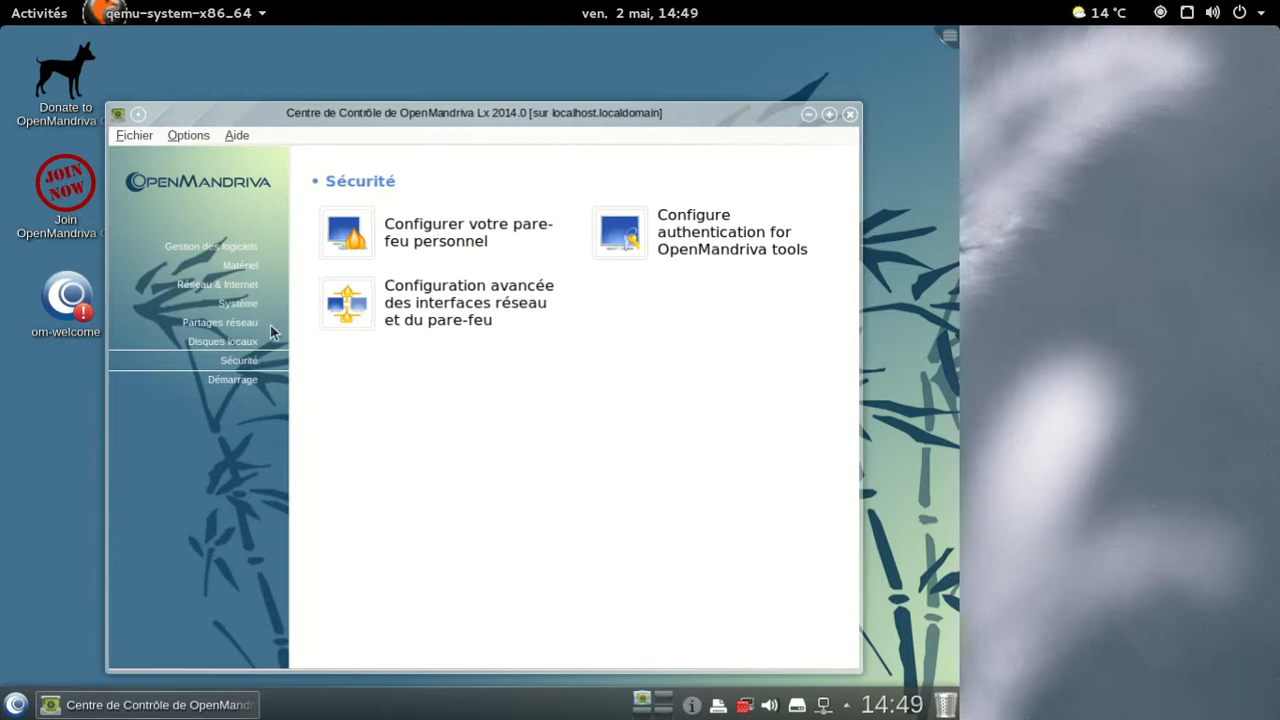 Activités
qemu-system-x86_64
ven. 2 mai, 14:49
14 °C
Donate to
OpenMandriva
JOIN
NOW
Join
OpenMandriva
om-welcome
Centre de Contrôle de OpenMandriva Lx 2014.0 [sur localhost.localdomain]
Fichier Options Aide
OPENMANDRIVA
Gestion des logiciels
Matériel
Réseau & Internet
Système
Partages réseau
Disques locaux
Sécurité
Démarrage
• Sécurité
Configurer votre pare-
feu personnel
Configure
authentication for
OpenMandriva tools
Configuration avancée
des interfaces réseau
et du pare-feu
Centre de Contrôle de OpenMandr
14:49